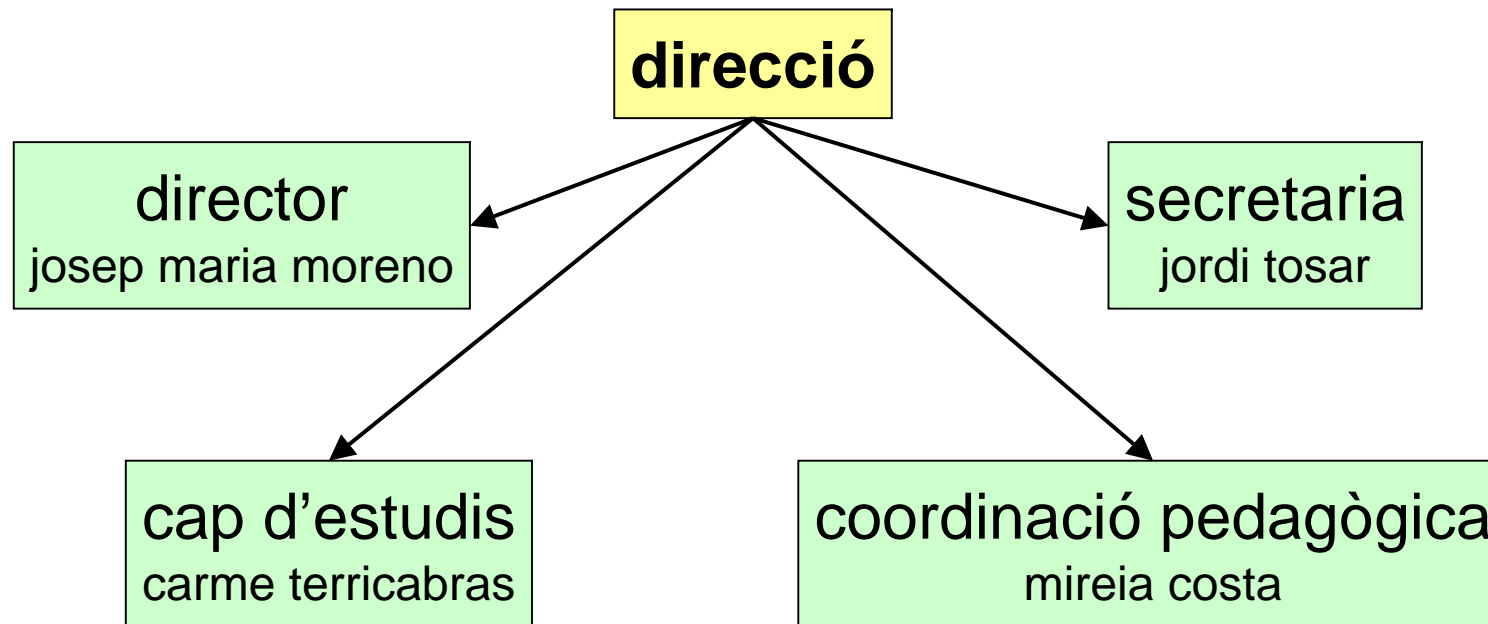 direcció
director
josep maria moreno
secretaria
jordi tosar
cap d’estudis
carme terricabras
coordinació pedagògica
mireia costa